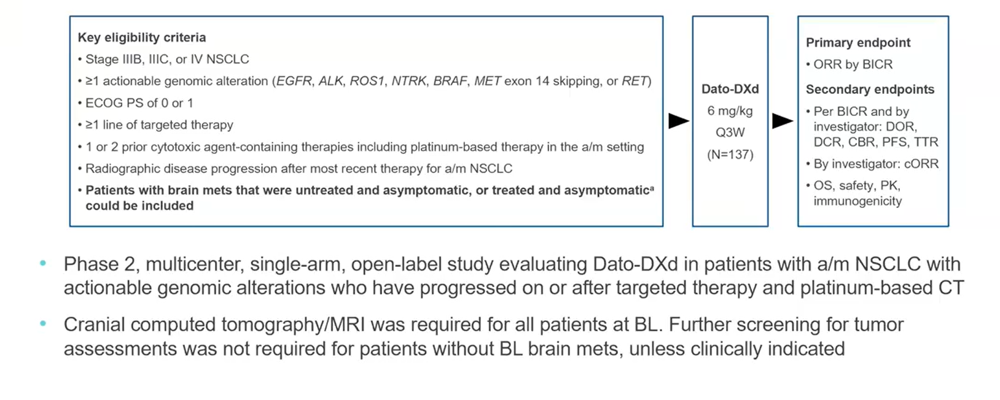 Key eligibility criteria
• Stage IIIB, IIIC, or IV NSCLC
• ≥1 actionable genomic alteration (EGFR, ALK, ROS1, NTRK, BRAF, MET exon 14 skipping, or RET)
• ECOG PS of 0 or 1
• ≥1 line of targeted therapy
• 1 or 2 prior cytotoxic agent-containing therapies including platinum-based therapy in the a/m setting
• Radiographic disease progression after most recent therapy for a/m NSCLC
• Patients with brain mets that were untreated and asymptomatic, or treated and asymptomaticᵃ
could be included
Dato-DXd
6 mg/kg
Q3W
(N=137)
Primary endpoint
• ORR by BICR
Secondary endpoints
• Per BICR and by
investigator: DOR,
DCR, CBR, PFS, TTR
• By investigator: cORR
• OS, safety, PK,
immunogenicity
• Phase 2, multicenter, single-arm, open-label study evaluating Dato-DXd in patients with a/m NSCLC with
actionable genomic alterations who have progressed on or after targeted therapy and platinum-based CT
• Cranial computed tomography/MRI was required for all patients at BL. Further screening for tumor
assessments was not required for patients without BL brain mets, unless clinically indicated